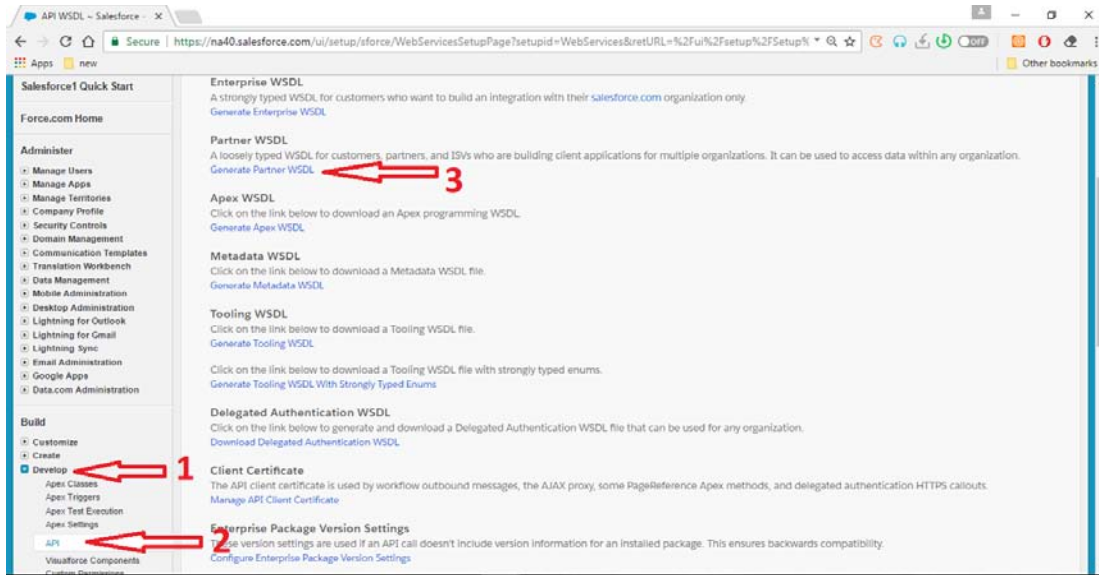 API WSDL ~ Salesforce -
Secure | https://na40.salesforce.com/ui/setup/sforce/WebServicesSetupPage?setupid=WebServices&retURL=%2Fui%2Fsetup%2FSetup%
Apps new Other bookmarks
Salesforce1 Quick Start
Force.com Home
Administer
Manage Users
Manage Apps
Manage Territories
Company Profile
Security Controls
Domain Management
Communication Templates
Translation Workbench
Data Management
Mobile Administration
Desktop Administration
Lightning for Outlook
Lightning for Gmail
Lightning Sync
Email Administration
Google Apps
Data.com Administration
Build
Customize
Create
Develop 1
Apex Classes
Apex Triggers
Apex Test Execution
Apex Settings
API 2
Visualforce Components
Custom Permissions
Enterprise WSDL
A strongly typed WSDL for customers who want to build an integration with their salesforce.com organization only.
Generate Enterprise WSDL
Partner WSDL
A loosely typed WSDL for customers, partners, and ISVs who are building client applications for multiple organizations. It can be used to access data within any organization.
Generate Partner WSDL 3
Apex WSDL
Click on the link below to download an Apex programming WSDL.
Generate Apex WSDL
Metadata WSDL
Click on the link below to download a Metadata WSDL file.
Generate Metadata WSDL
Tooling WSDL
Click on the link below to download a Tooling WSDL file.
Generate Tooling WSDL
Click on the link below to download a Tooling WSDL file with strongly typed enums.
Generate Tooling WSDL With Strongly Typed Enums
Delegated Authentication WSDL
Click on the link below to generate and download a Delegated Authentication WSDL file that can be used for any organization.
Download Delegated Authentication WSDL
Client Certificate
The API client certificate is used by workflow outbound messages, the AJAX proxy, some PageReference Apex methods, and delegated authentication HTTPS callouts.
Manage API Client Certificate
Enterprise Package Version Settings
These version settings are used if an API call doesn't include version information for an installed package. This ensures backwards compatibility.
Configure Enterprise Package Version Settings